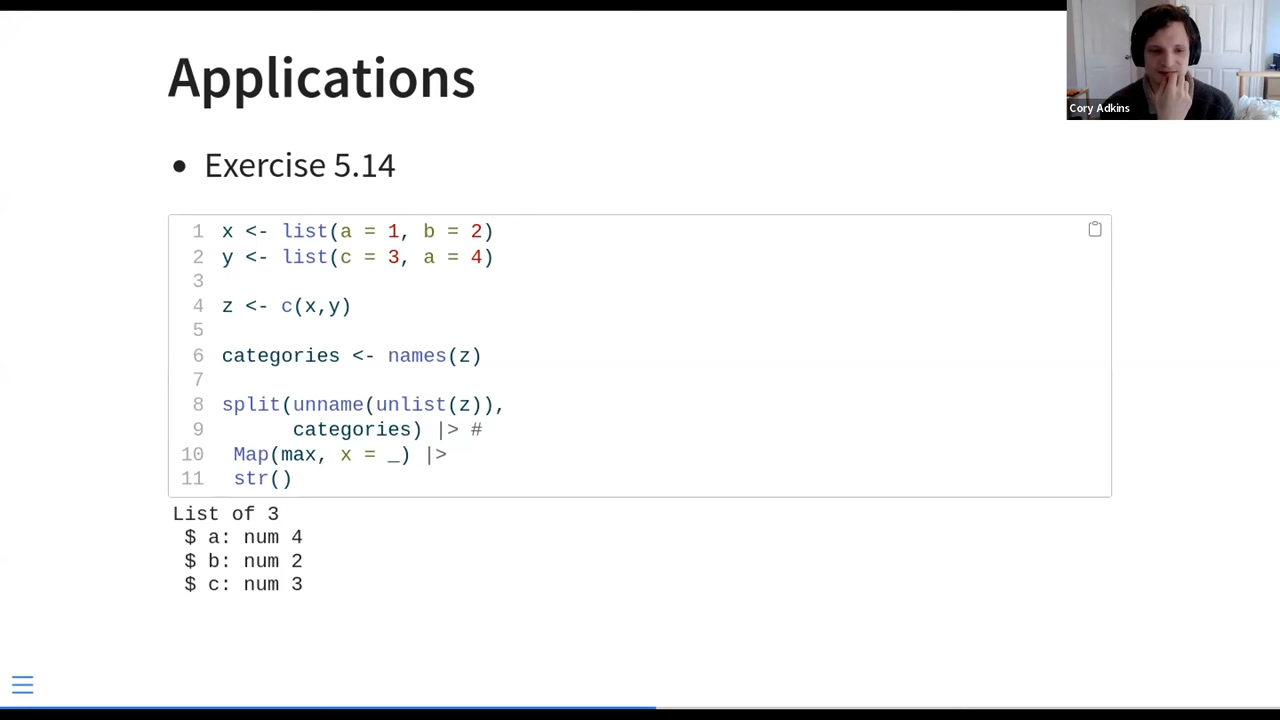 Applications
Cory Adkins
• Exercise 5.14
1 x <- list(a = 1, b = 2)
2 y <- list(c = 3, a = 4)
3
4 z <- c(x,y)
5
6 categories <- names(z)
7
8 split(unname(unlist(z)),
9       categories) |> #
10  Map(max, x = _) |>
11  str()
List of 3
 $ a: num 4
 $ b: num 2
 $ c: num 3